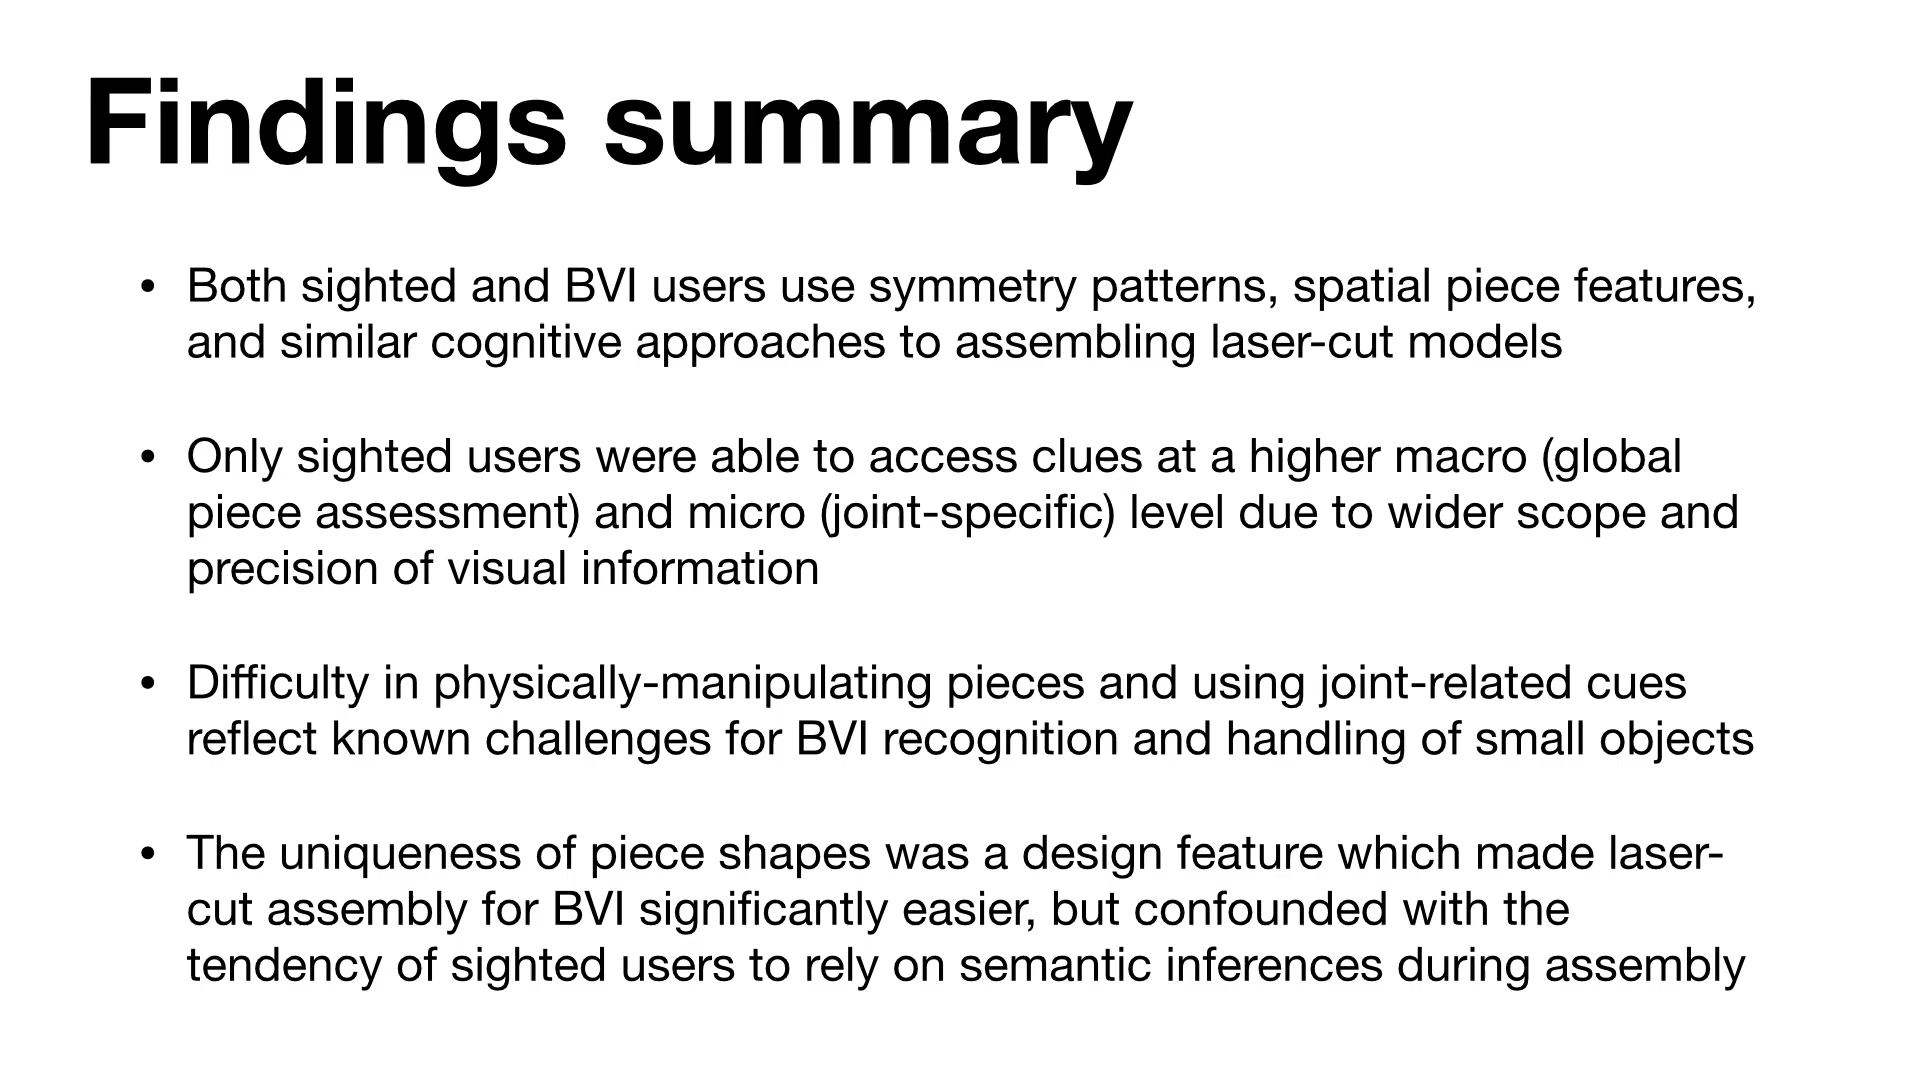 Findings summary
• Both sighted and BVI users use symmetry patterns, spatial piece features,
and similar cognitive approaches to assembling laser-cut models
• Only sighted users were able to access clues at a higher macro (global
piece assessment) and micro (joint-specific) level due to wider scope and
precision of visual information
• Difficulty in physically-manipulating pieces and using joint-related cues
reflect known challenges for BVI recognition and handling of small objects
• The uniqueness of piece shapes was a design feature which made laser-
cut assembly for BVI significantly easier, but confounded with the
tendency of sighted users to rely on semantic inferences during assembly